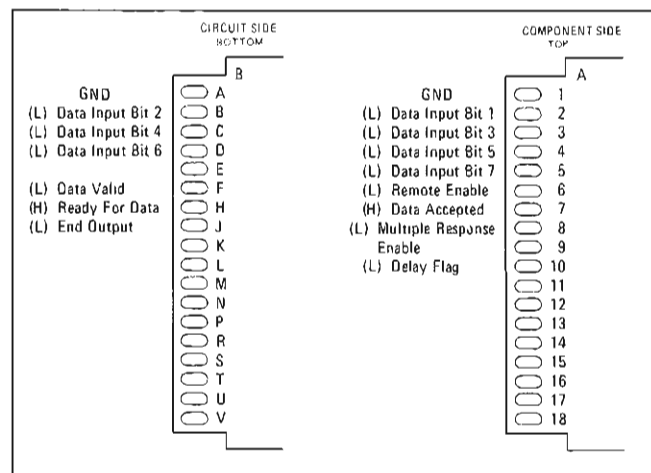 CIRCUIT SIDE
BOTTOM
B
GND A
(L) Data Input Bit 2 B
(L) Data Input Bit 4 C
(L) Data Input Bit 6 D
E
(L) Data Valid F
(H) Ready For Data H
(L) End Output J
K
L
M
N
P
R
S
T
U
V
COMPONENT SIDE
TOP
A
GND 1
(L) Data Input Bit 1 2
(L) Data Input Bit 3 3
(L) Data Input Bit 5 4
(L) Data Input Bit 7 5
(L) Remote Enable 6
(H) Data Accepted 7
(L) Multiple Response 8
Enable 9
(L) Delay Flag 10
11
12
13
14
15
16
17
18